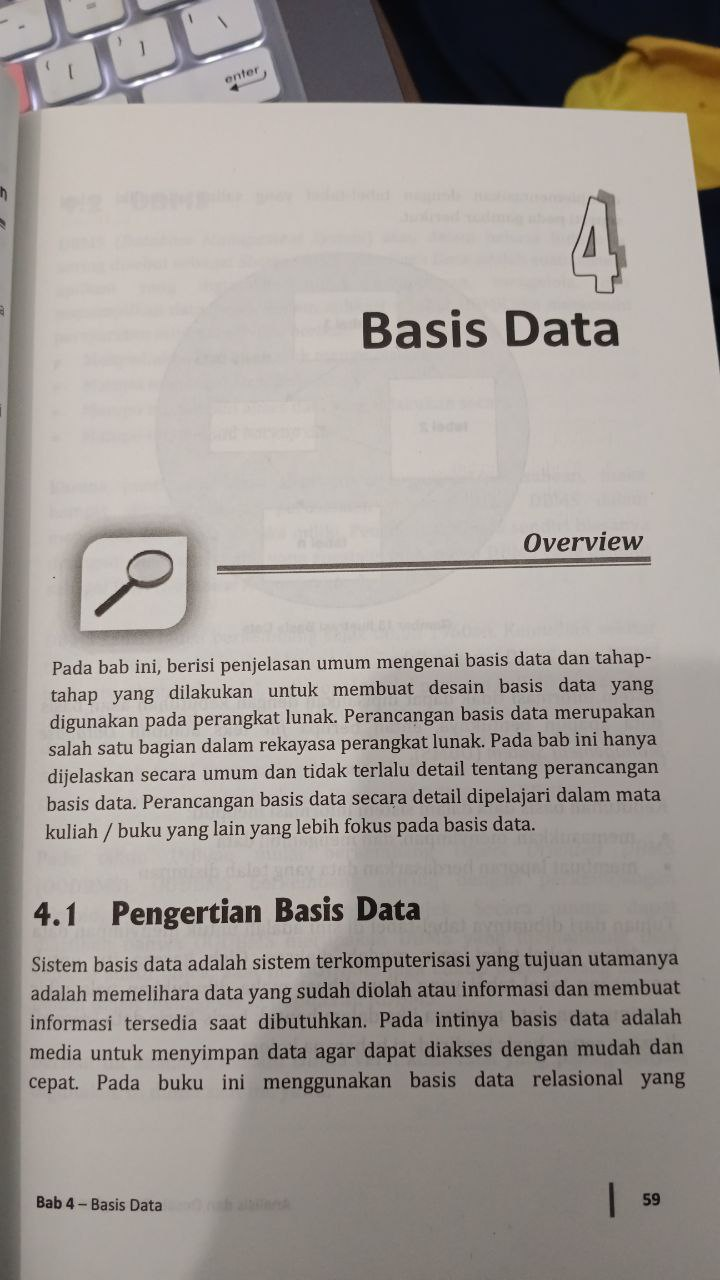 [
]
\
enter
4
Basis Data
Overview
Pada bab ini, berisi penjelasan umum mengenai basis data dan tahap-
tahap yang dilakukan untuk membuat desain basis data yang
digunakan pada perangkat lunak. Perancangan basis data merupakan
salah satu bagian dalam rekayasa perangkat lunak. Pada bab ini hanya
dijelaskan secara umum dan tidak terlalu detail tentang perancangan
basis data. Perancangan basis data secara detail dipelajari dalam mata
kuliah / buku yang lain yang lebih fokus pada basis data.
4.1 Pengertian Basis Data
Sistem basis data adalah sistem terkomputerisasi yang tujuan utamanya
adalah memelihara data yang sudah diolah atau informasi dan membuat
informasi tersedia saat dibutuhkan. Pada intinya basis data adalah
media untuk menyimpan data agar dapat diakses dengan mudah dan
cepat. Pada buku ini menggunakan basis data relasional yang
Bab 4 – Basis Data
59